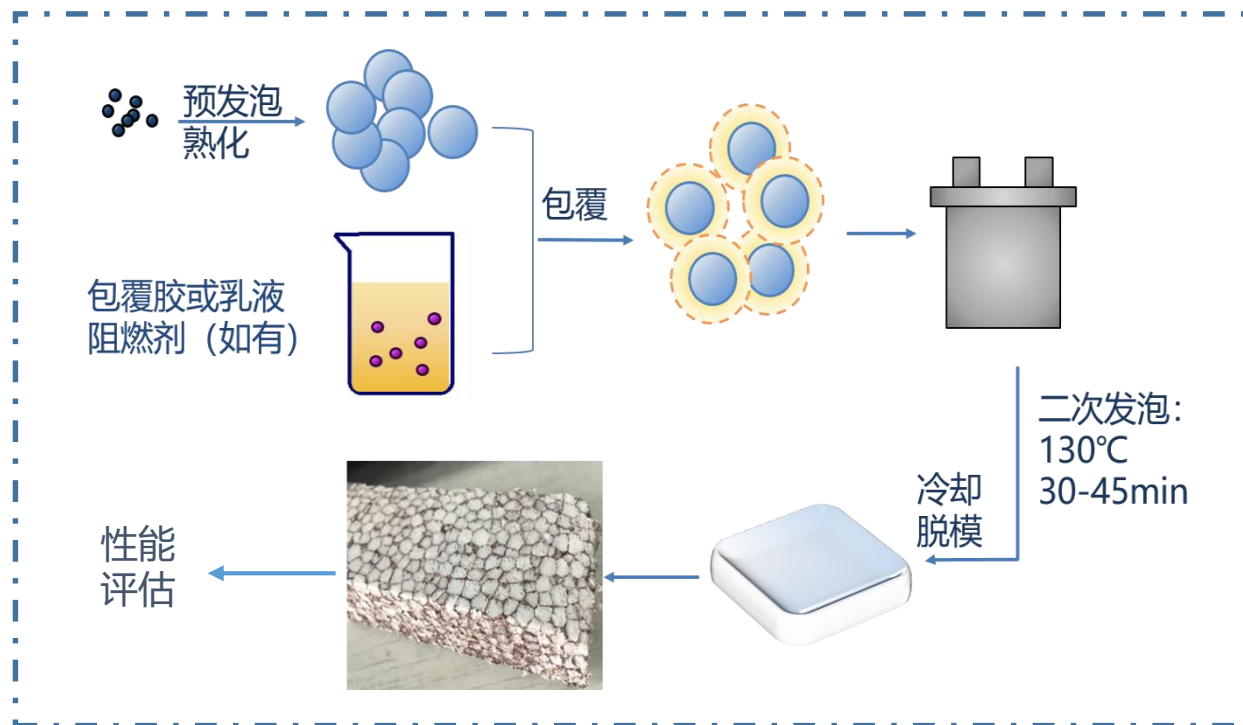 预发泡
熟化
包覆
包覆胶或乳液
阻燃剂（如有）
二次发泡：
130℃
30-45min
冷却
脱模
性能
评估